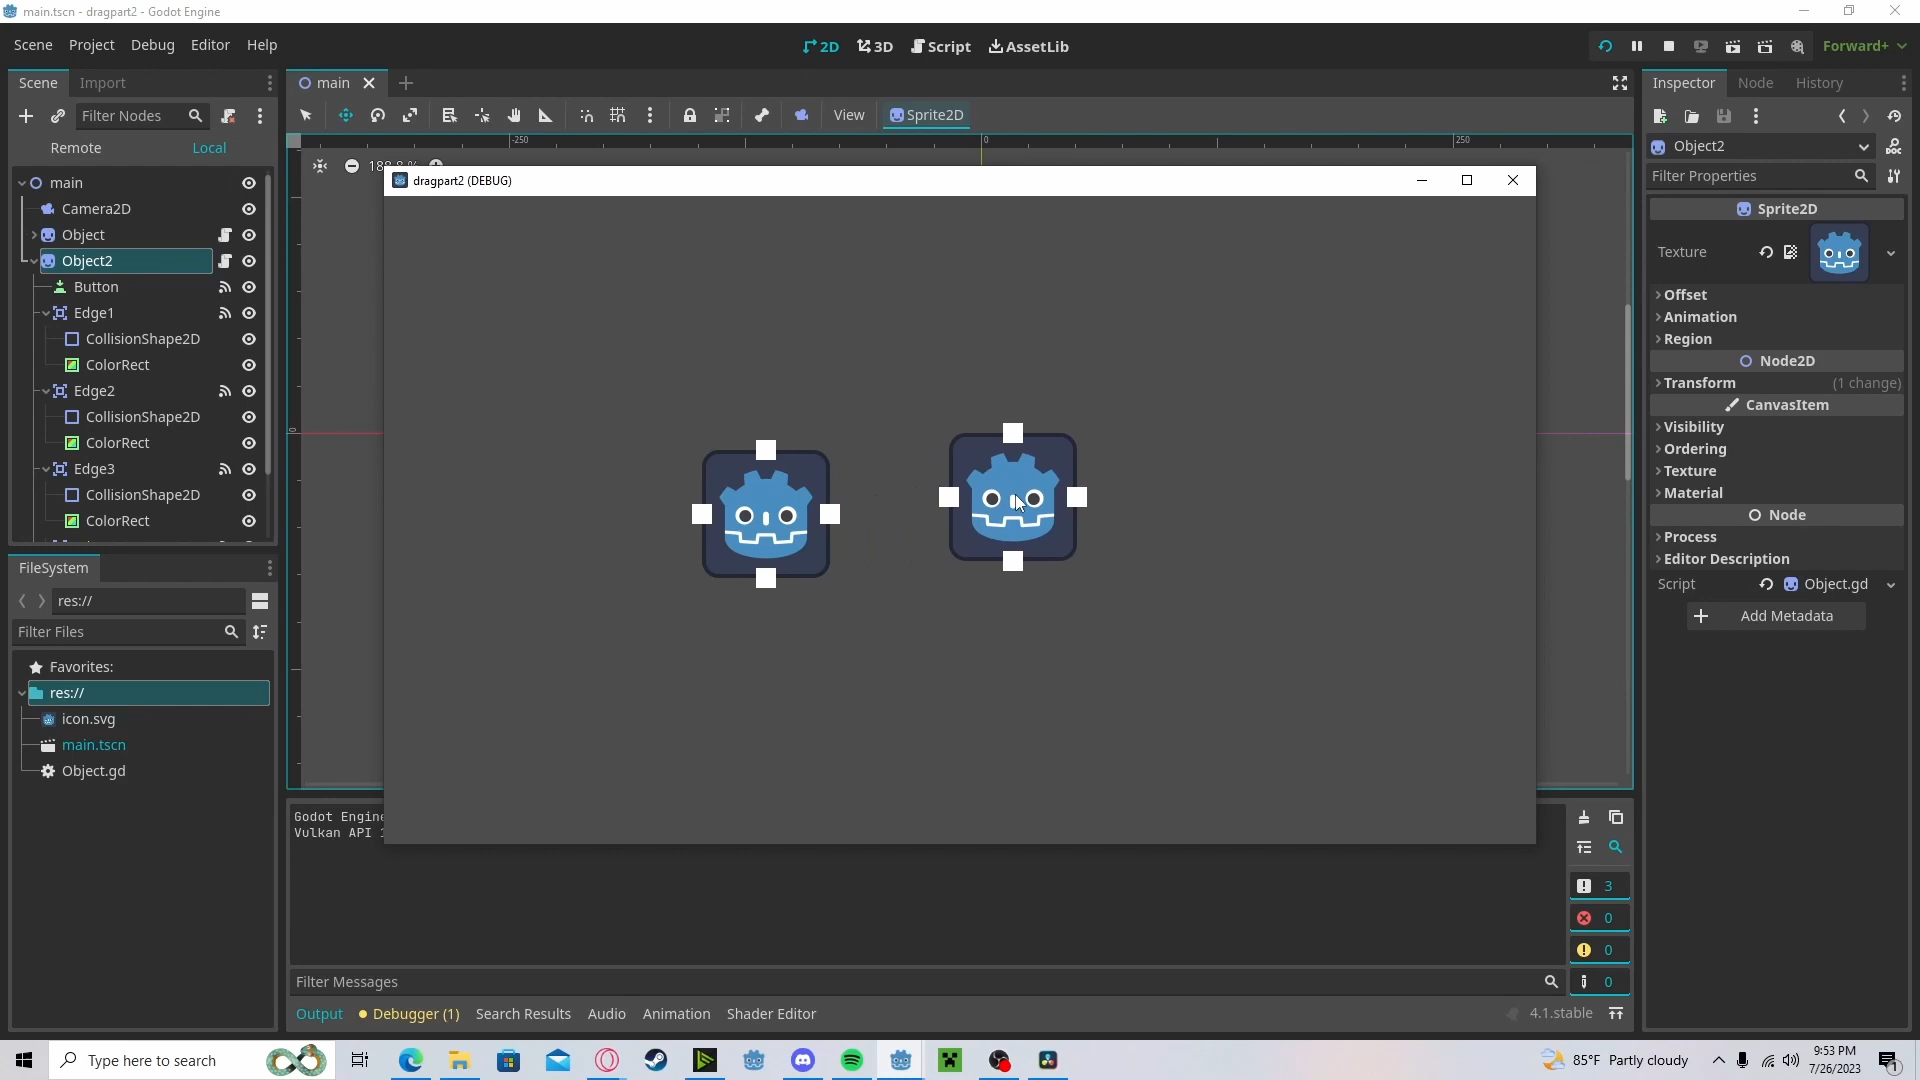 main.tscn - dragpart2 - Godot Engine
Scene Project Debug Editor Help
2D 3D Script AssetLib
Forward+
Scene Import
main
Inspector Node History
Filter Nodes
View Sprite2D
Remote Local
Object2
Filter Properties
-250 0 250
main
Camera2D
Object
Object2
Button
Edge1
CollisionShape2D
ColorRect
Edge2
CollisionShape2D
ColorRect
Edge3
CollisionShape2D
ColorRect
dragpart2 (DEBUG)
0
Sprite2D
Texture
Offset
Animation
Region
Node2D
Transform (1 change)
CanvasItem
Visibility
Ordering
Texture
Material
Node
Process
Editor Description
Script Object.gd
Add Metadata
FileSystem
res://
Filter Files
Favorites:
res://
icon.svg
main.tscn
Object.gd
Godot Engine
Vulkan API
3
0
0
0
Filter Messages
Output Debugger (1) Search Results Audio Animation Shader Editor
4.1.stable
Type here to search
85°F Partly cloudy
9:53 PM
7/26/2023
1